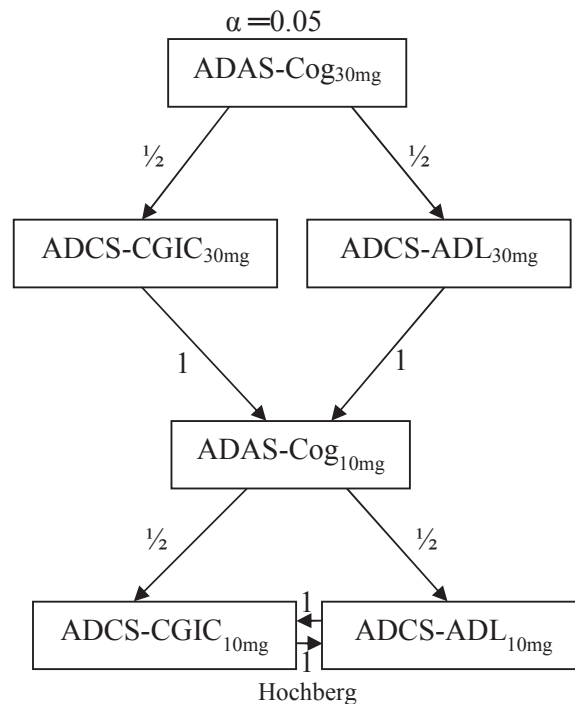 α =0.05
ADAS-Cog30mg
½ ½
ADCS-CGIC30mg ADCS-ADL30mg
1 1
ADAS-Cog10mg
½ ½
1
ADCS-CGIC10mg ADCS-ADL10mg
1
Hochberg